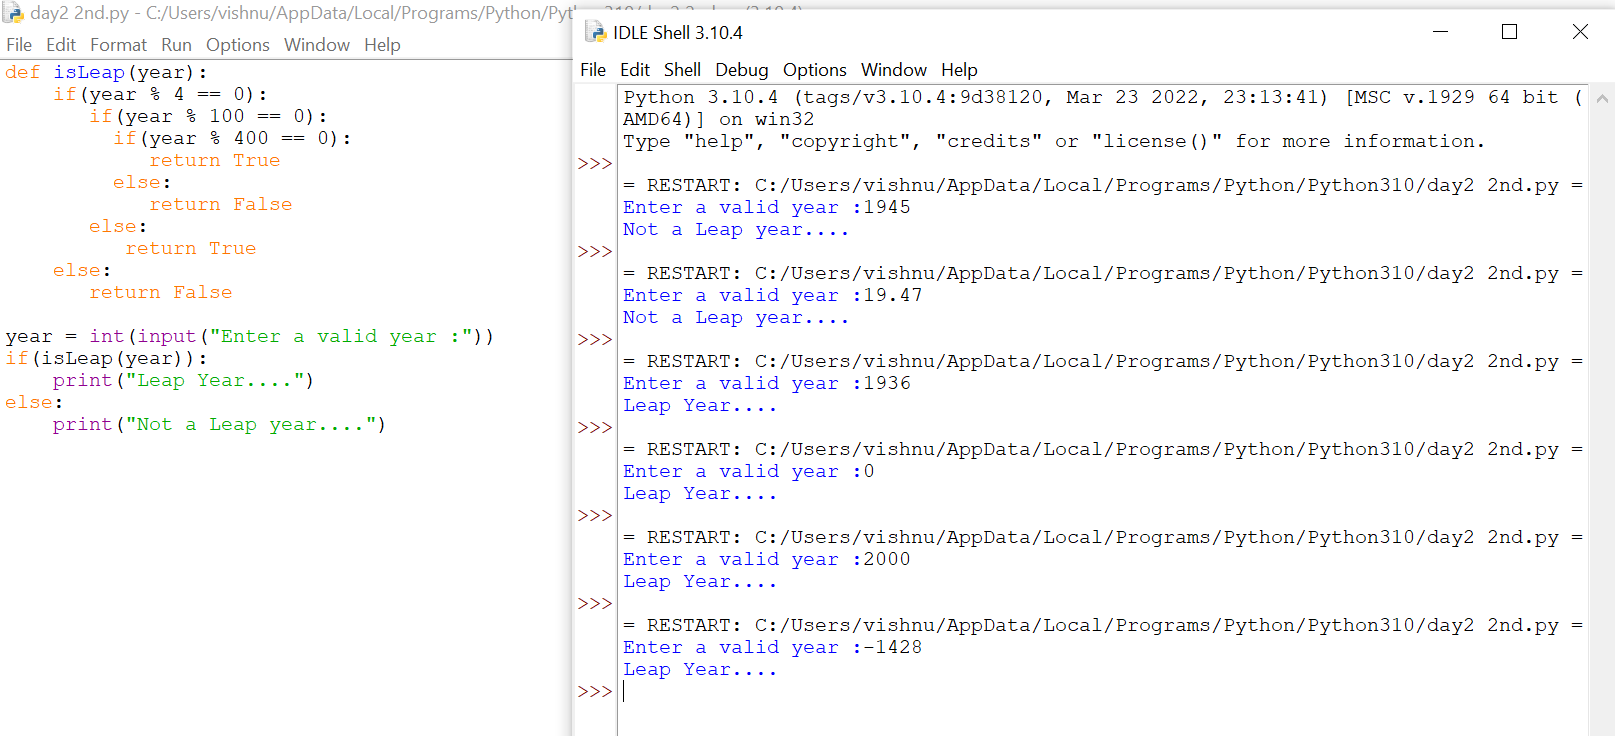 day2 2nd.py - C:/Users/vishnu/AppData/Local/Programs/Python/Pyt
File Edit Format Run Options Window Help
def isLeap(year):
    if(year % 4 == 0):
       if(year % 100 == 0):
         if(year % 400 == 0):
            return True
         else:
            return False
       else:
          return True
    else:
       return False
year = int(input("Enter a valid year :"))
if(isLeap(year)):
    print("Leap Year....")
else:
    print("Not a Leap year....")
IDLE Shell 3.10.4
File Edit Shell Debug Options Window Help
Python 3.10.4 (tags/v3.10.4:9d38120, Mar 23 2022, 23:13:41) [MSC v.1929 64 bit (
AMD64)] on win32
Type "help", "copyright", "credits" or "license()" for more information.
>>>
= RESTART: C:/Users/vishnu/AppData/Local/Programs/Python/Python310/day2 2nd.py =
Enter a valid year :1945
Not a Leap year....
>>>
= RESTART: C:/Users/vishnu/AppData/Local/Programs/Python/Python310/day2 2nd.py =
Enter a valid year :19.47
Not a Leap year....
>>>
= RESTART: C:/Users/vishnu/AppData/Local/Programs/Python/Python310/day2 2nd.py =
Enter a valid year :1936
Leap Year....
>>>
= RESTART: C:/Users/vishnu/AppData/Local/Programs/Python/Python310/day2 2nd.py =
Enter a valid year :0
Leap Year....
>>>
= RESTART: C:/Users/vishnu/AppData/Local/Programs/Python/Python310/day2 2nd.py =
Enter a valid year :2000
Leap Year....
>>>
= RESTART: C:/Users/vishnu/AppData/Local/Programs/Python/Python310/day2 2nd.py =
Enter a valid year :-1428
Leap Year....
>>>